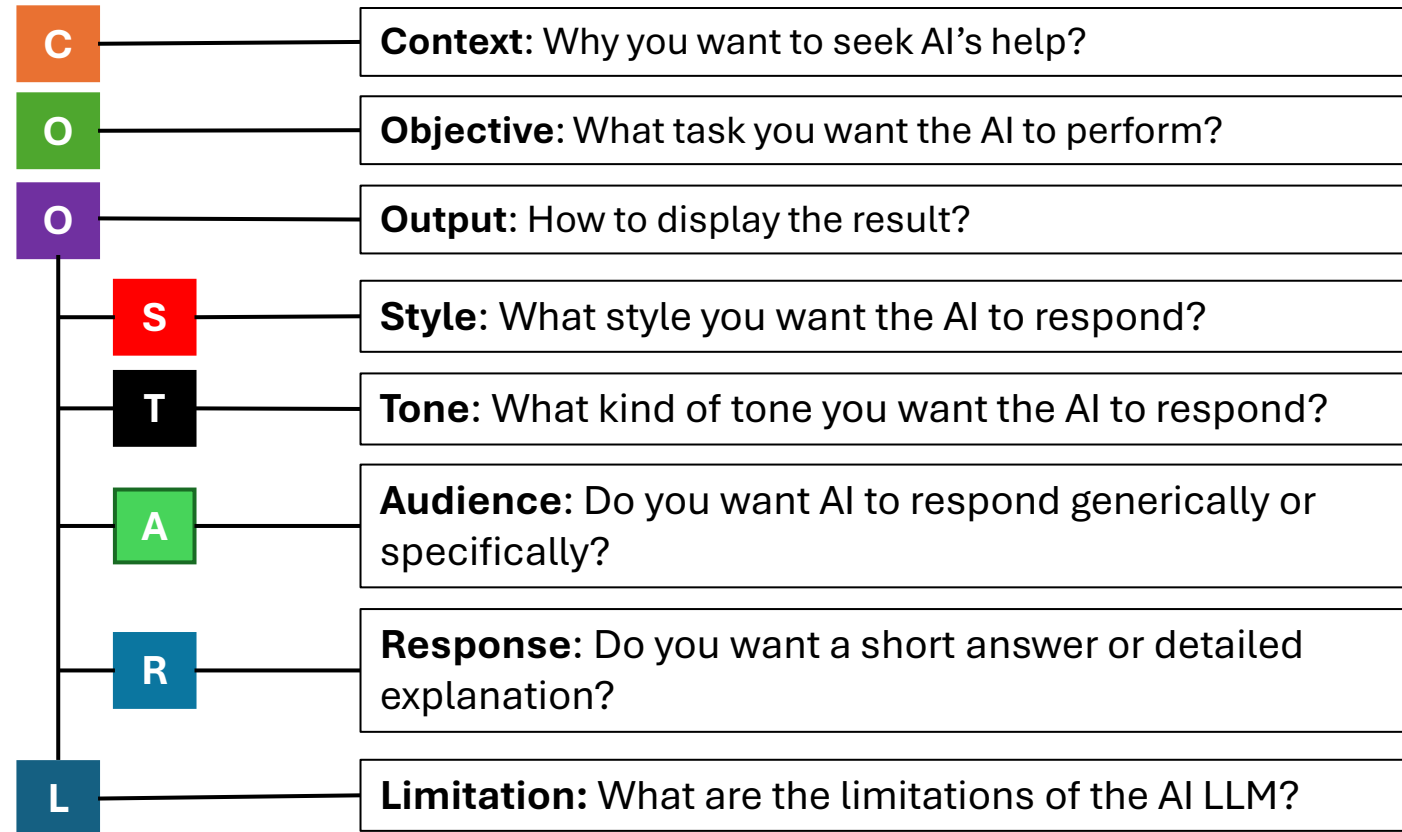 C
Context: Why you want to seek AI's help?
O
Objective: What task you want the AI to perform?
O
Output: How to display the result?
S
Style: What style you want the AI to respond?
T
Tone: What kind of tone you want the AI to respond?
A
Audience: Do you want AI to respond generically or
specifically?
R
Response: Do you want a short answer or detailed
explanation?
L
Limitation: What are the limitations of the AI LLM?